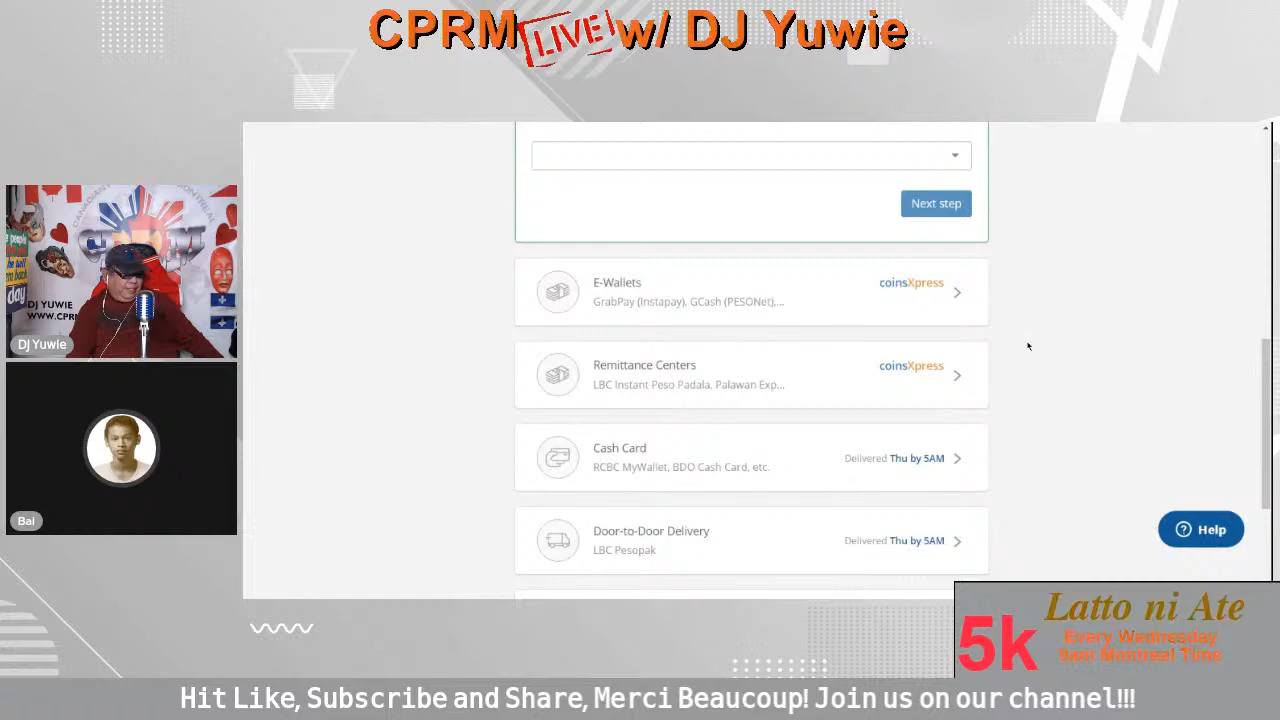 CPRM LIVE w/ DJ Yuwie
Next step
E-Wallets
GrabPay (Instapay), GCash (PESONet),...
coinsXpress
Remittance Centers
LBC Instant Peso Padala, Palawan Exp...
coinsXpress
Cash Card
RCBC MyWallet, BDO Cash Card, etc.
Delivered Thu by 5AM
Door-to-Door Delivery
LBC Pesopak
Delivered Thu by 5AM
Help
DJ YUWIE
WWW.CPR
day
DJ Yuwie
Bai
Latto ni Ate
5k
Every Wednesday
9am Montreal Time
Hit Like, Subscribe and Share, Merci Beaucoup! Join us on our channel!!!